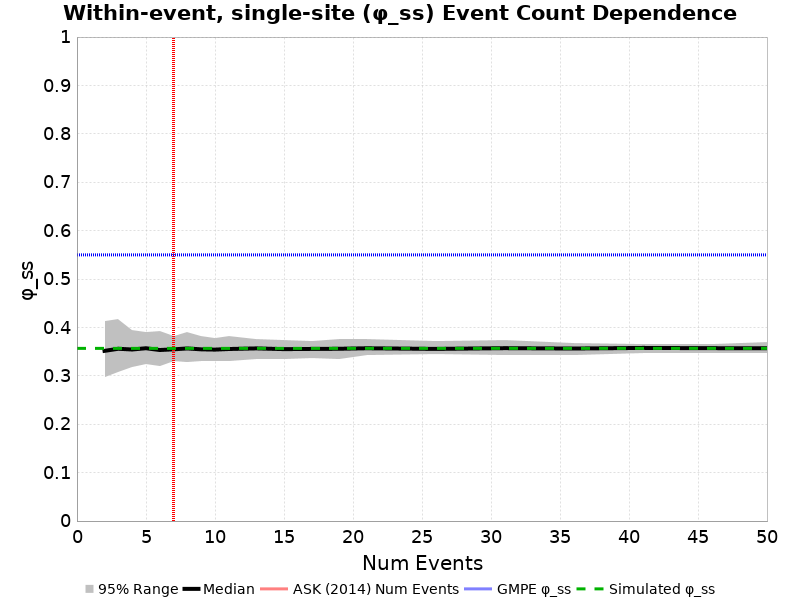 Within-event, single-site (φ_ss) Event Count Dependence
1
0.9
0.8
0.7
0.6
0.5
0.4
0.3
0.2
0.1
0
φ_ss
0 5 10 15 20 25 30 35 40 45 50
Num Events
95% Range Median ASK (2014) Num Events GMPE φ_ss Simulated φ_ss